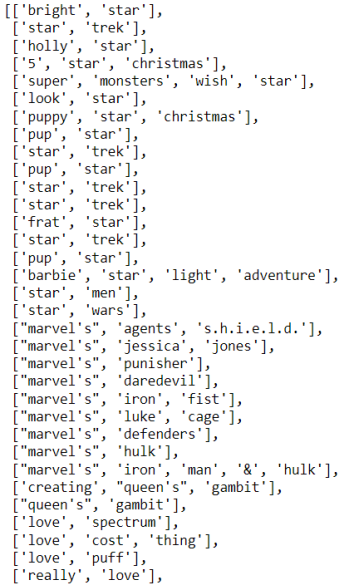 [['bright', 'star'],
['star', 'trek'],
['holly', 'star'],
['5', 'star', 'christmas'],
['super', 'monsters', 'wish', 'star'],
['look', 'star'],
['puppy', 'star', 'christmas'],
['pup', 'star'],
['star', 'trek'],
['pup', 'star'],
['star', 'trek'],
['star', 'trek'],
['frat', 'star'],
['star', 'trek'],
['pup', 'star'],
['barbie', 'star', 'light', 'adventure'],
['star', 'men'],
['star', 'wars'],
["marvel's", 'agents', 's.h.i.e.l.d.'],
["marvel's", 'jessica', 'jones'],
["marvel's", 'punisher'],
["marvel's", 'daredevil'],
["marvel's", 'iron', 'fist'],
["marvel's", 'luke', 'cage'],
["marvel's", 'defenders'],
["marvel's", 'hulk'],
["marvel's", 'iron', 'man', '&', 'hulk'],
['creating', "queen's", 'gambit'],
["queen's", 'gambit'],
['love', 'spectrum'],
['love', 'cost', 'thing'],
['love', 'puff'],
['really', 'love'],